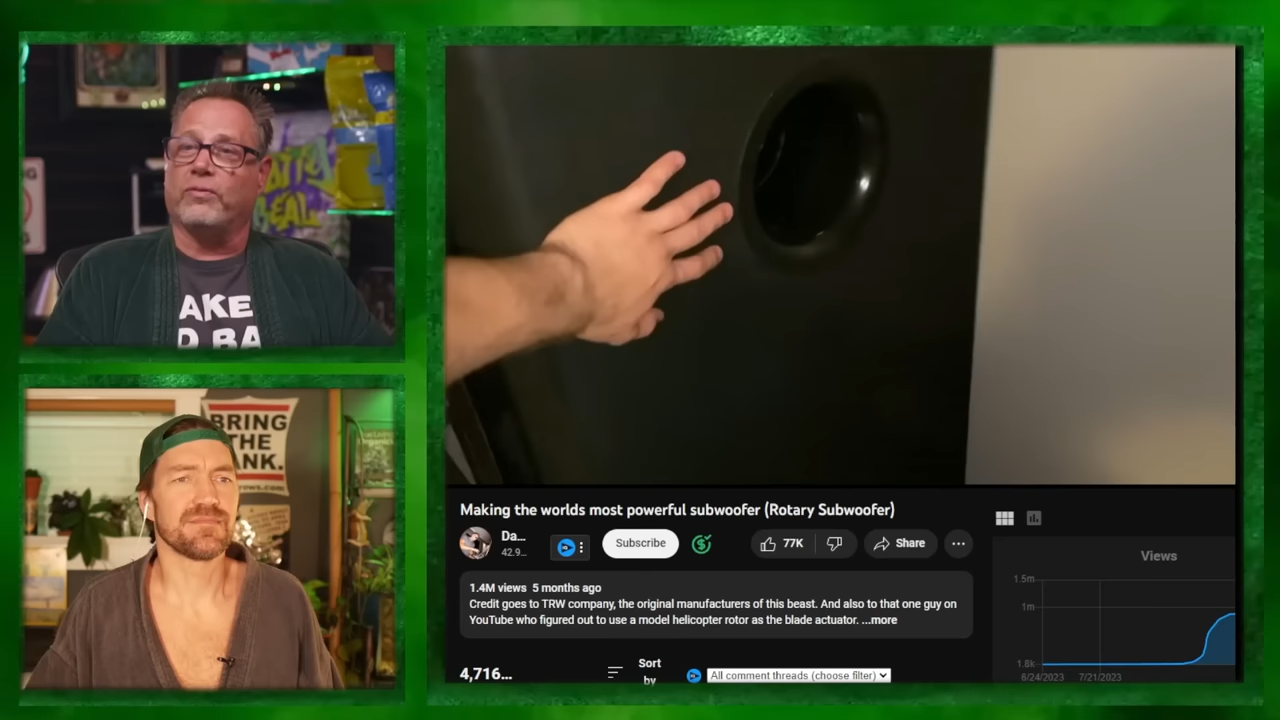 AKE
D BA
BRING
THE
ANK.
Making the worlds most powerful subwoofer (Rotary Subwoofer)
Da...
42.9...
Subscribe
77K
Share
1.4M views 5 months ago
Credit goes to TRW company, the original manufacturers of this beast. And also to that one guy on
YouTube who figured out to use a model helicopter rotor as the blade actuator. ...more
4,716...
Sort
by
All comment threads (choose filter)
Views
1.5m
1m
1.8k
6/24/2023
7/21/2023